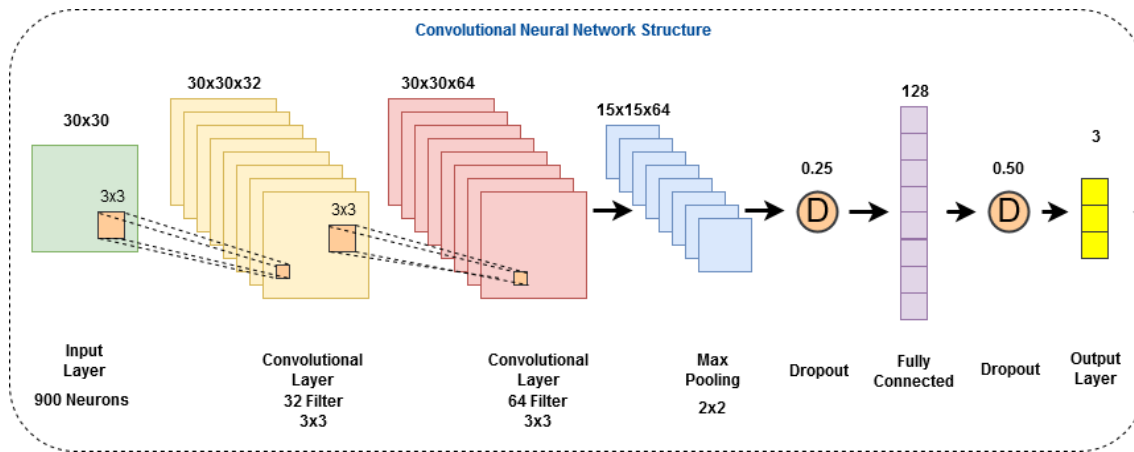 Convolutional Neural Network Structure
30x30
30x30x32
30x30x64
15x15x64
0.25
128
0.50
3
3x3
3x3
D
D
Input
Layer
900 Neurons
Convolutional
Layer
32 Filter
3x3
Convolutional
Layer
64 Filter
3x3
Max
Pooling
2x2
Dropout
Fully
Connected
Dropout
Output
Layer